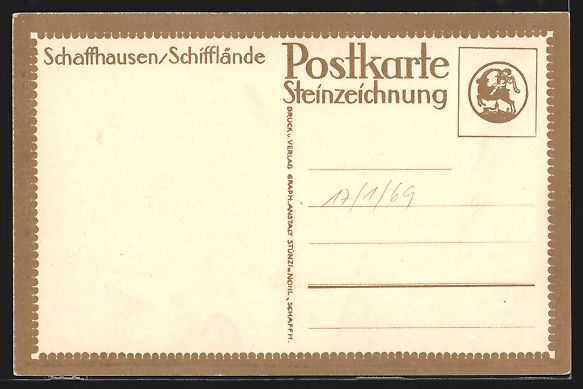 Schaffhausen/Schifflände
Postkarte
Steinzeichnung
DRUCK u. VERLAG GRAPH. ANSTALT STÜNZI u. NOHL, SCHAFFH.
17/1/69